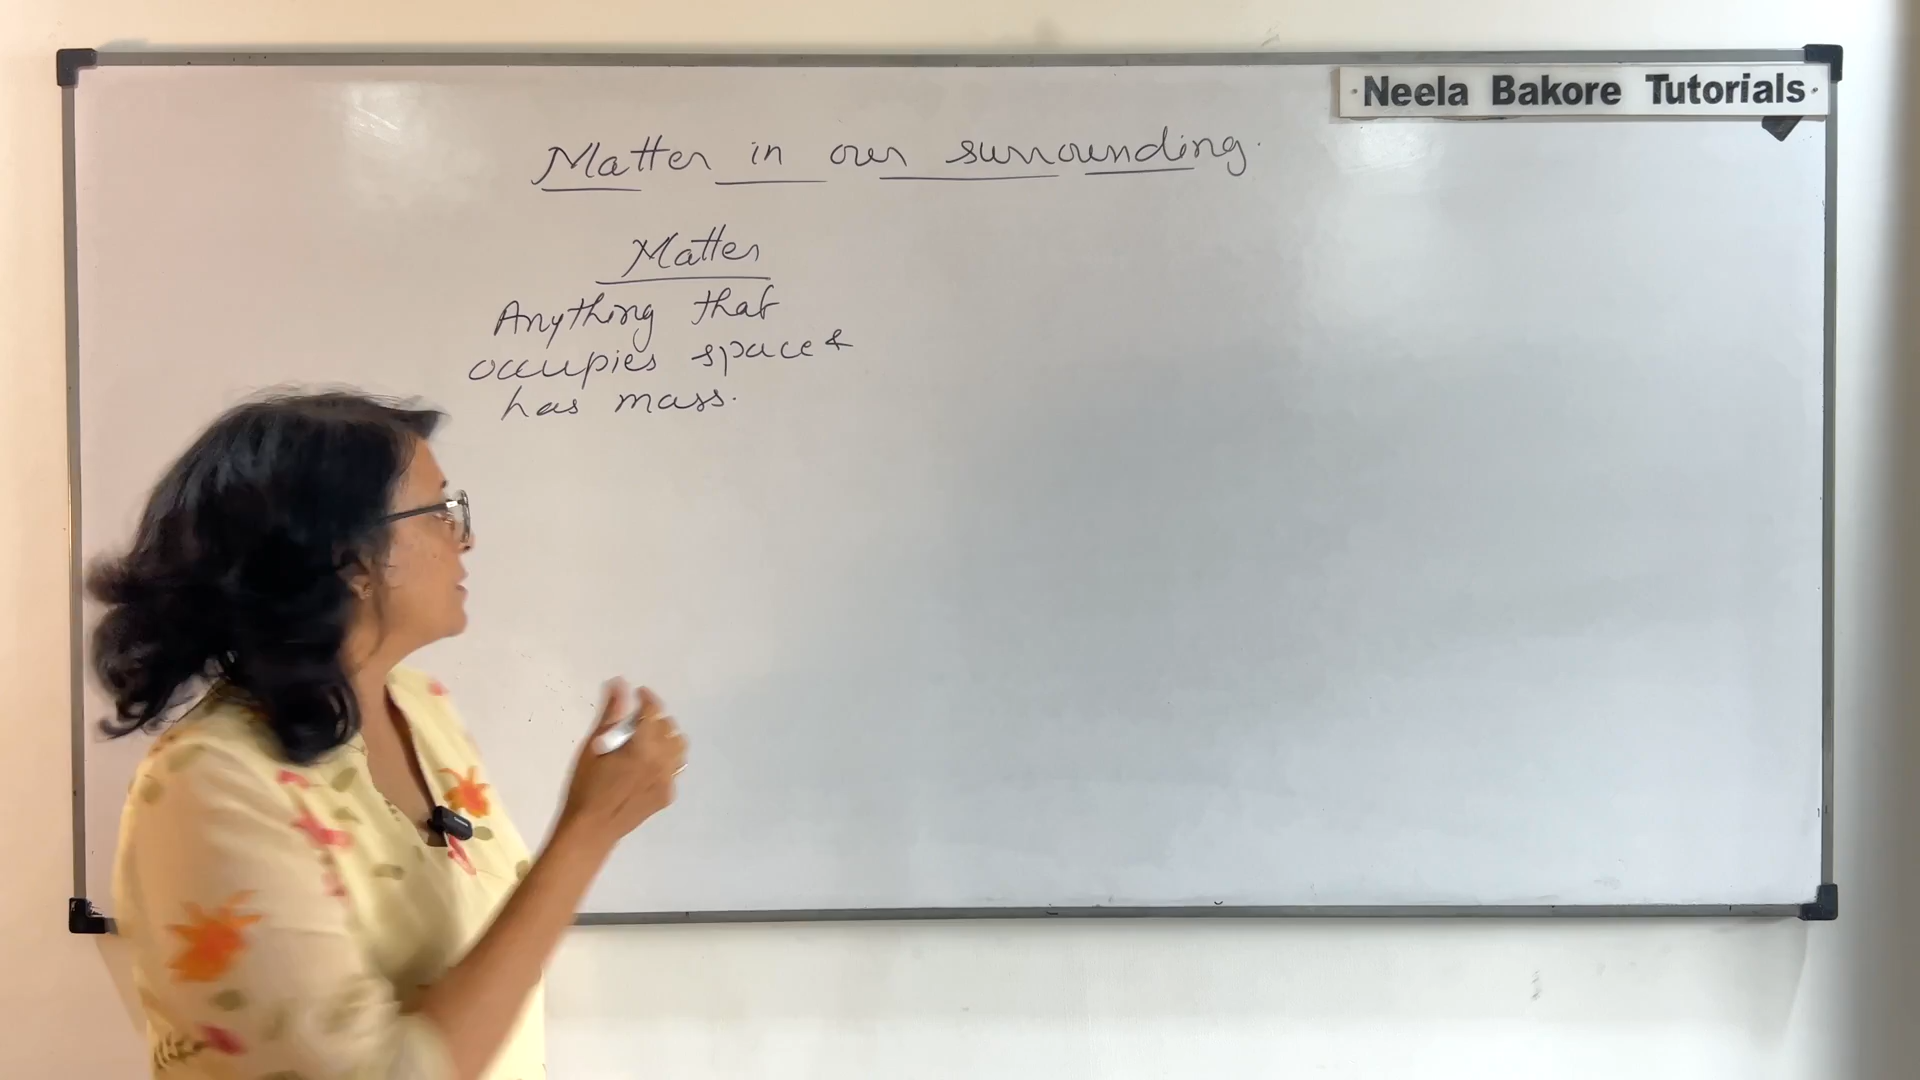 Neela Bakore Tutorials
Matter in our surrounding.
Matter
Anything that
occupies space &
has mass.